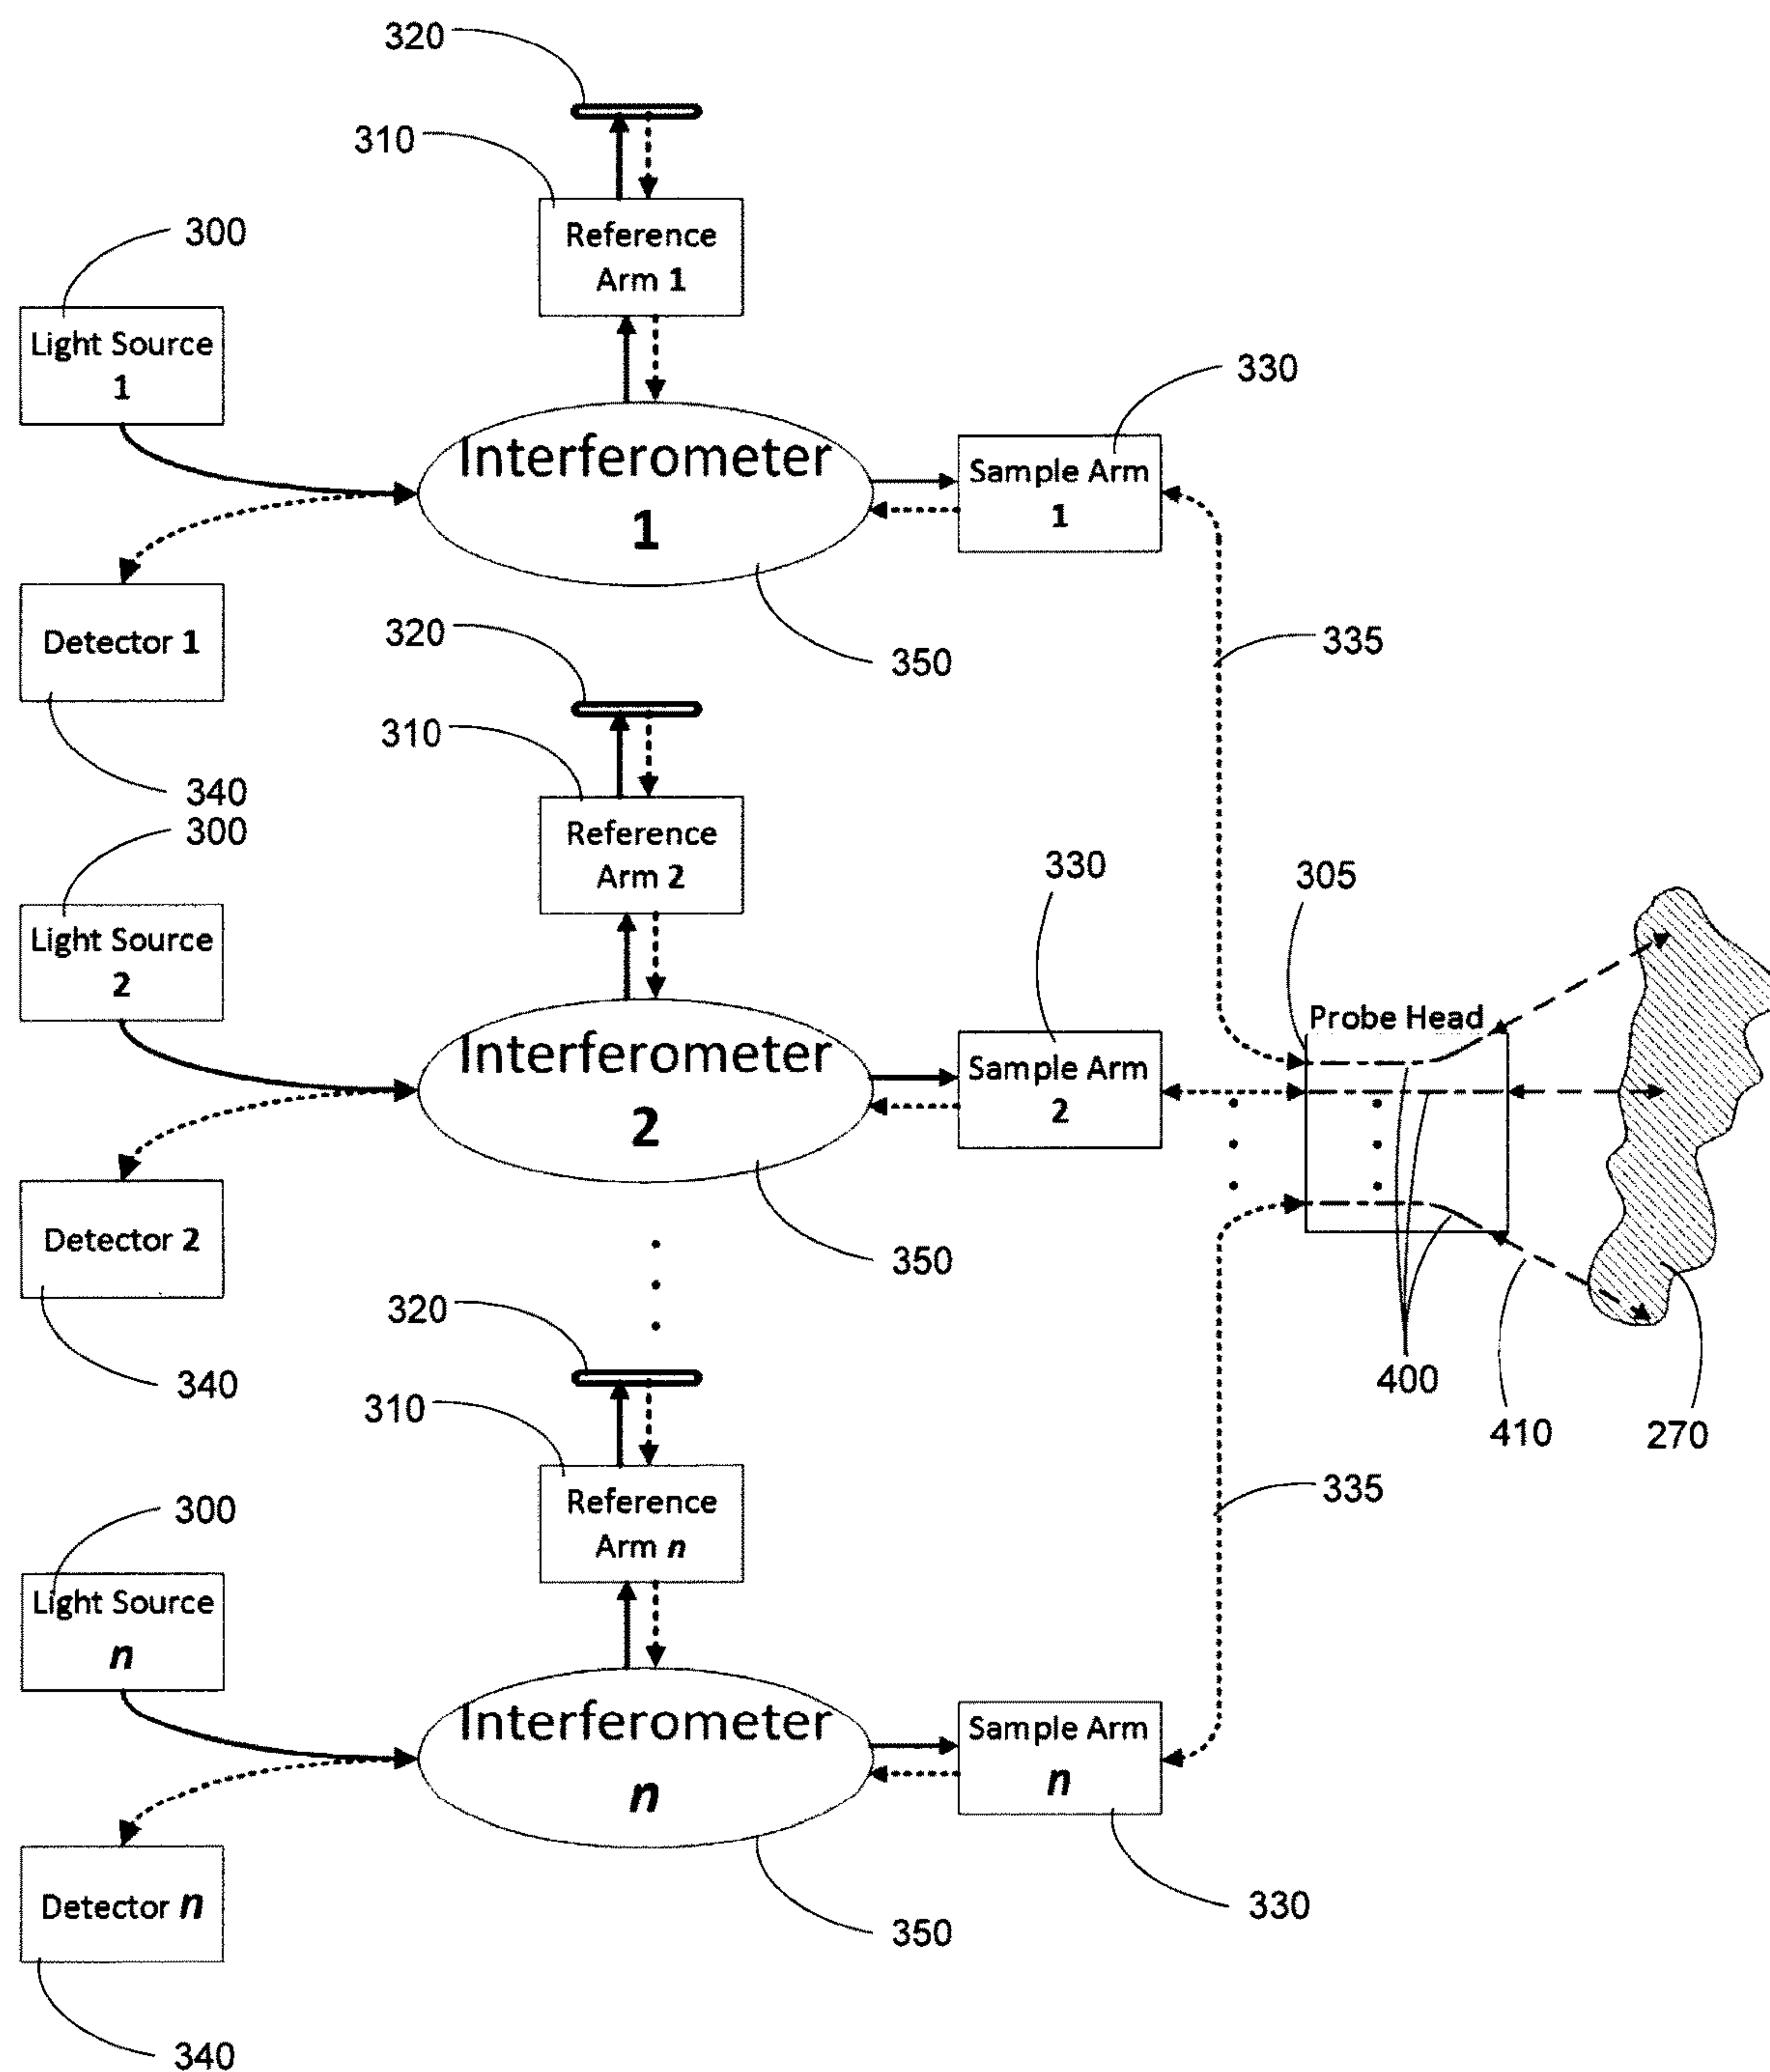 320
310
Reference
Arm 1
300
Light Source
1
330
Interferometer
1
Sample Arm
1
Detector 1
320
350
335
310
340
300
Reference
Arm 2
330
305
Light Source
2
Probe Head
Interferometer
2
Sample Arm
2
Detector 2
350
320
340
310
400
410
270
335
300
Reference
Arm n
Light Source
n
Interferometer
n
Sample Arm
n
Detector n
330
350
340